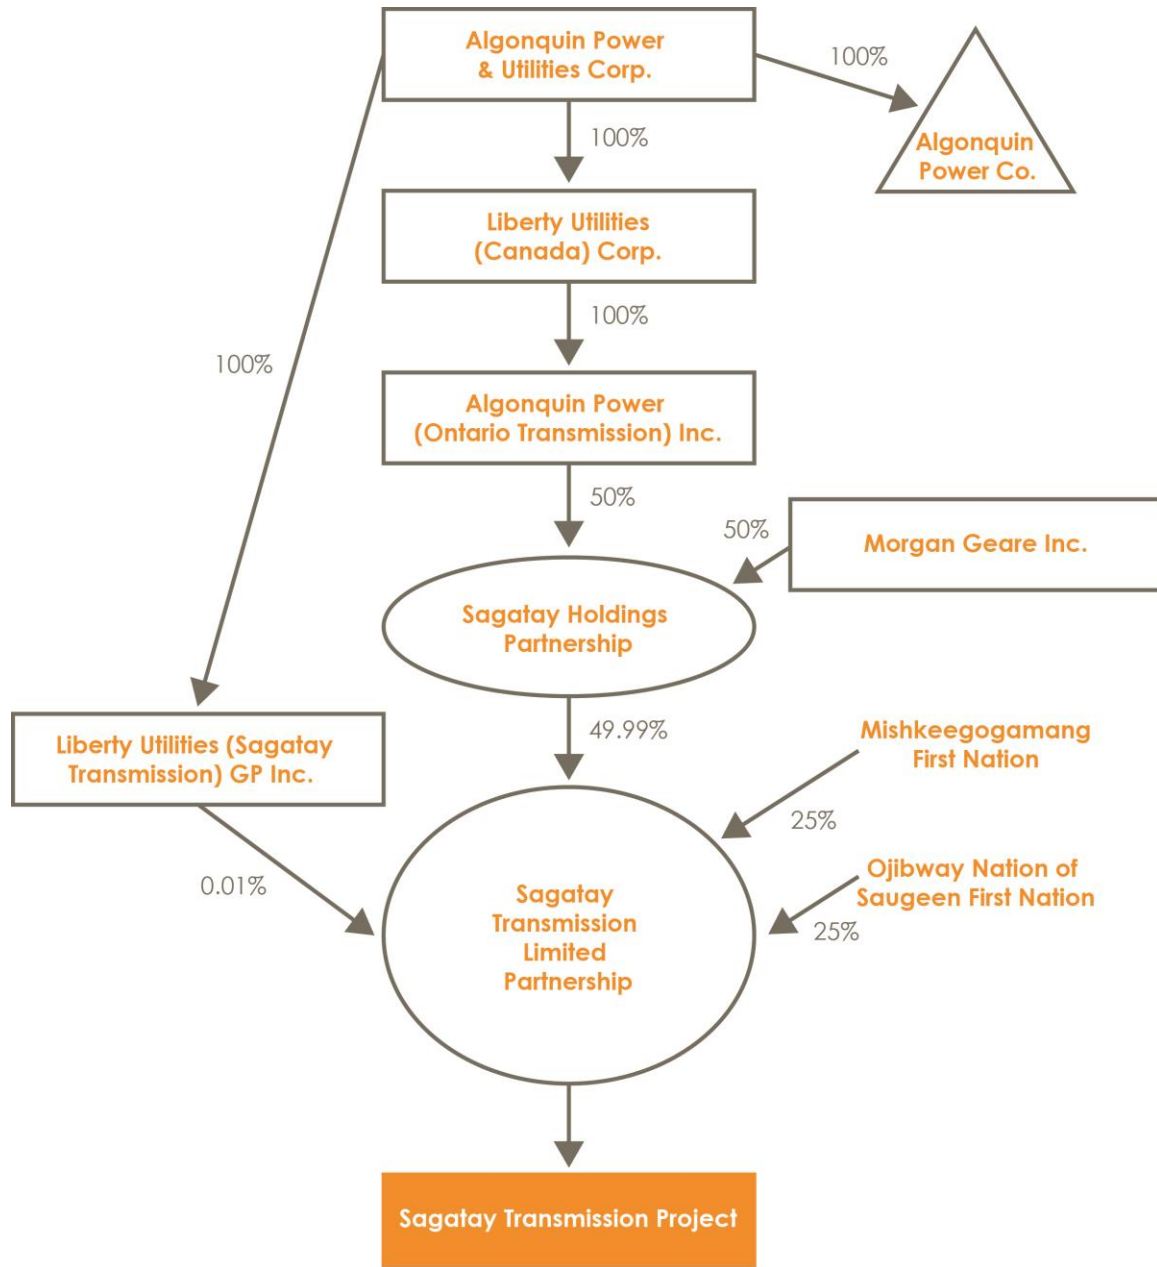 Algonquin Power
& Utilities Corp.
100%
Algonquin
Power Co.
100%
Liberty Utilities
(Canada) Corp.
100%
100%
Algonquin Power
(Ontario Transmission) Inc.
50%
50%
Morgan Geare Inc.
Sagatay Holdings
Partnership
Liberty Utilities (Sagatay
Transmission) GP Inc.
49.99%
Mishkeegogamang
First Nation
25%
0.01%
Ojibway Nation of
Saugeen First Nation
25%
Sagatay
Transmission
Limited
Partnership
Sagatay Transmission Project